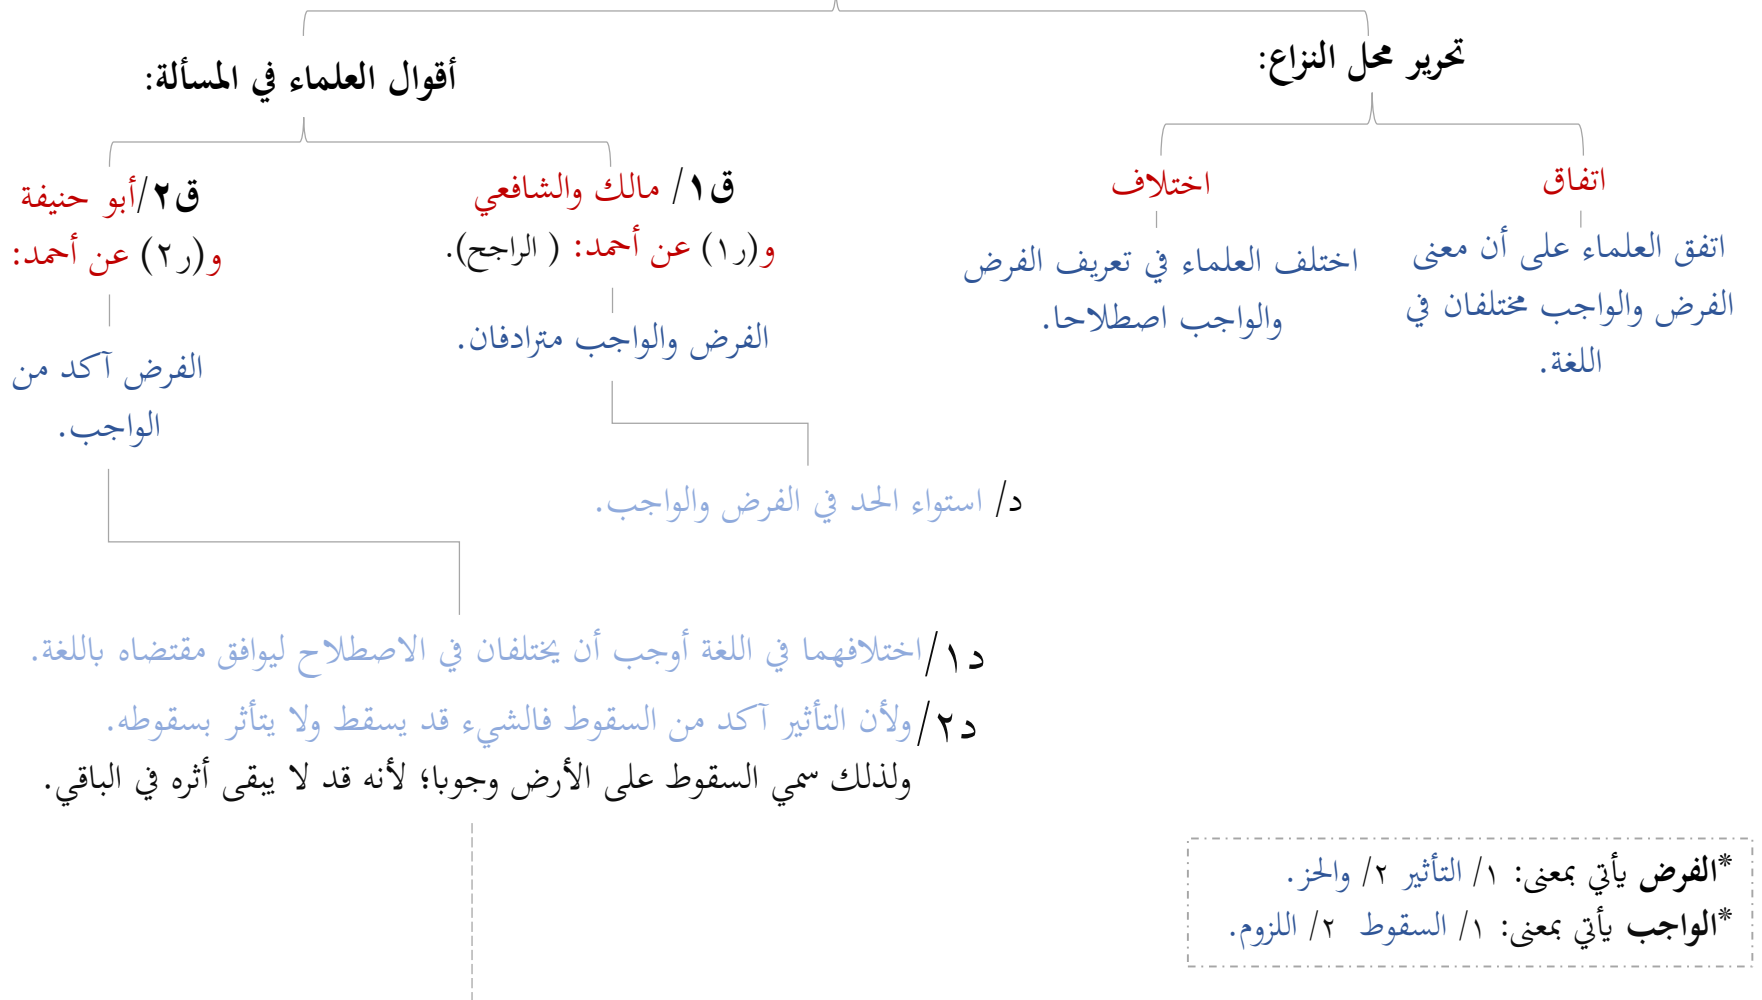 تحرير محل النزاع:
اتفاق
اتفق العلماء على أن معنى
الفرض والواجب مختلفان في
اللغة.
اختلاف
اختلف العلماء في تعريف الفرض
والواجب اصطلاحا.
أقوال العلماء في المسألة:
ق١/ مالك والشافعي
و(ر١) عن أحمد: ( الراجح).
الفرض والواجب مترادفان.
د/ استواء الحد في الفرض والواجب.
ق٢/أبو حنيفة
و(ر٢) عن أحمد:
الفرض آكد من
الواجب.
د١/اختلافهما في اللغة أوجب أن يختلفان في الاصطلاح ليوافق مقتضاه باللغة.
د٢/ولأن التأثير آكد من السقوط فالشيء قد يسقط ولا يتأثر بسقوطه.
ولذلك سمي السقوط على الأرض وجوبا؛ لأنه قد لا يبقى أثره في الباقي.
*الفرض يأتي بمعنى: ١/ التأثير ٢/ والحز.
*الواجب يأتي بمعنى: ١/ السقوط ٢/ اللزوم.